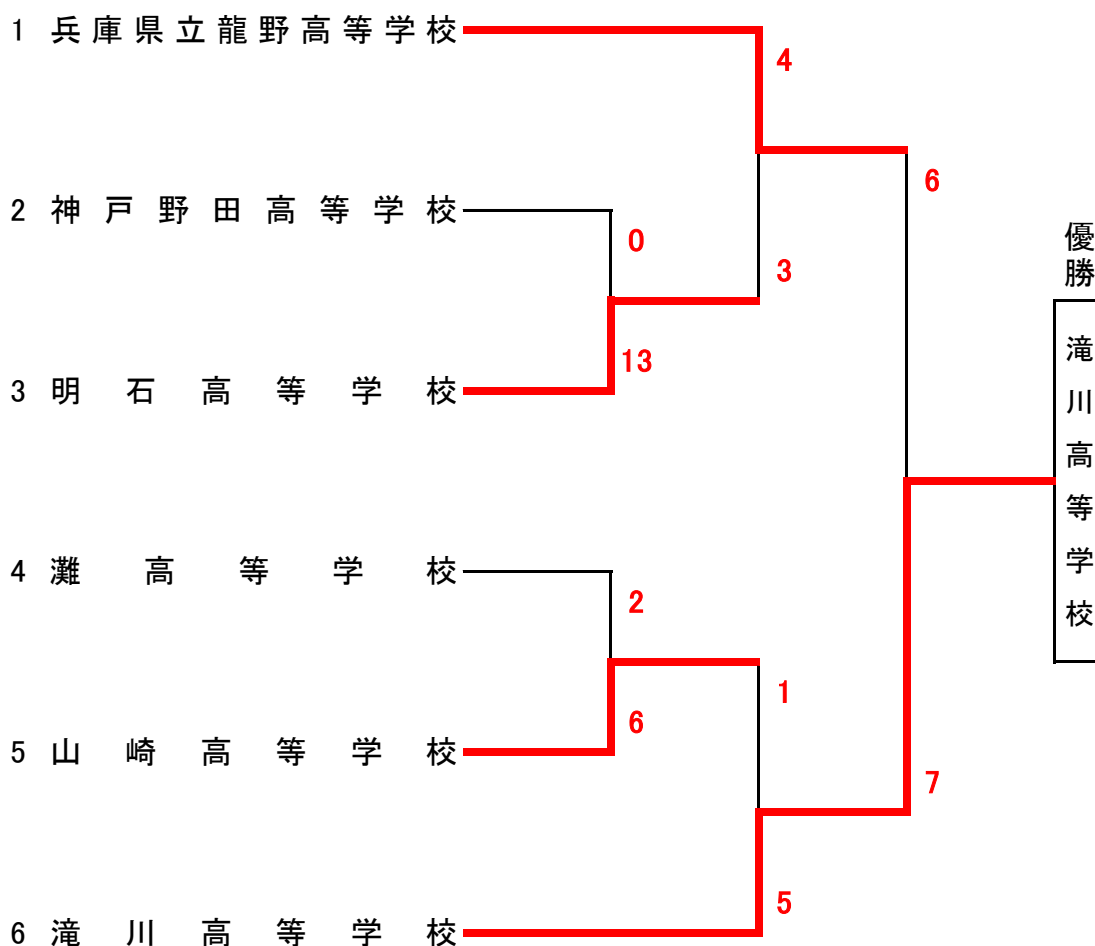 1 兵庫県立龍野高等学校
4
6
2 神戸野田高等学校
0
3
優勝
13
3 明石高等学校
滝川高等学校
4 灘高等学校
2
1
6
5 山崎高等学校
7
5
6 滝川高等学校